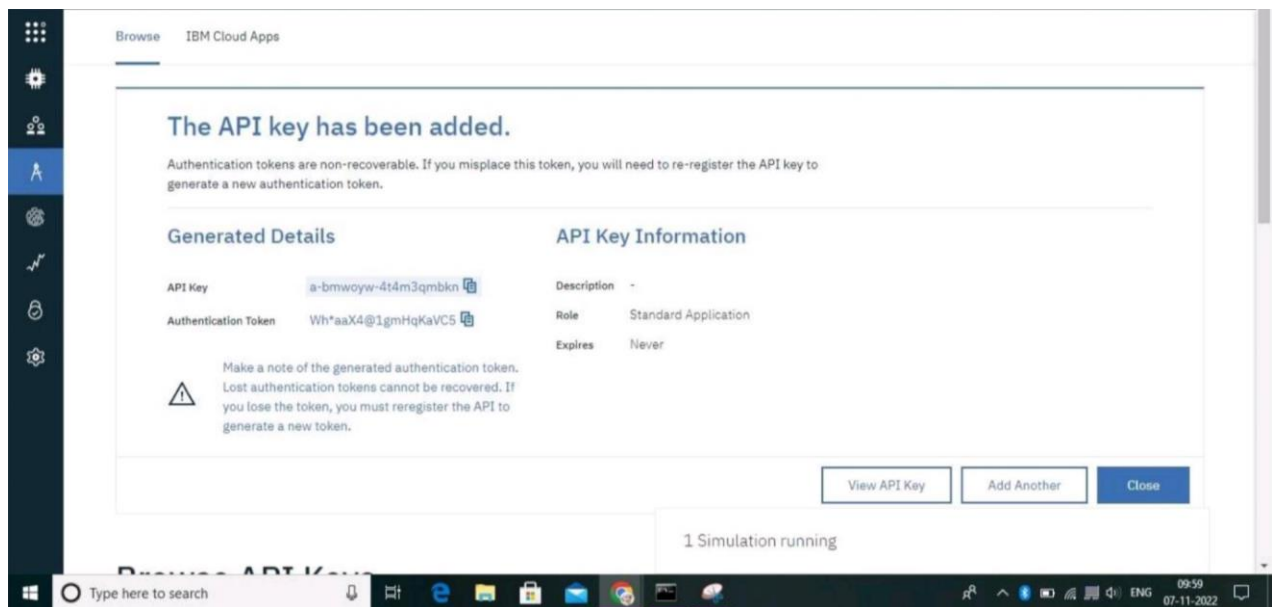 Browse IBM Cloud Apps
The API key has been added.
Authentication tokens are non-recoverable. If you misplace this token, you will need to re-register the API key to
generate a new authentication token.
Generated Details
API Key a-bmwoyw-4t4m3qmbkn
Authentication Token Wh*aaX4@1gmHqKaVC5
Make a note of the generated authentication token.
Lost authentication tokens cannot be recovered. If
you lose the token, you must reregister the API to
generate a new token.
API Key Information
Description -
Role Standard Application
Expires Never
View API Key Add Another Close
1 Simulation running
Browse API Keys
Type here to search
ENG
09:59
07-11-2022